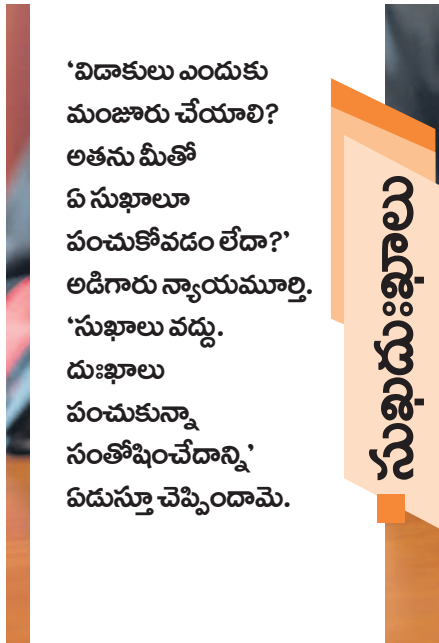 ‘విడాకులు ఎందుకు
మంజూరు చేయాలి?
అతను మీతో
ఏ సుఖాలూ
పంచుకోవడం లేదా?’
అడిగారు న్యాయమూర్తి.
‘సుఖాలు వద్దు.
దుఃఖాలు
పంచుకున్నా
సంతోషించేదాన్ని’
ఏడుస్తూ చెప్పిందామె.
సుఖదుఃఖాలు